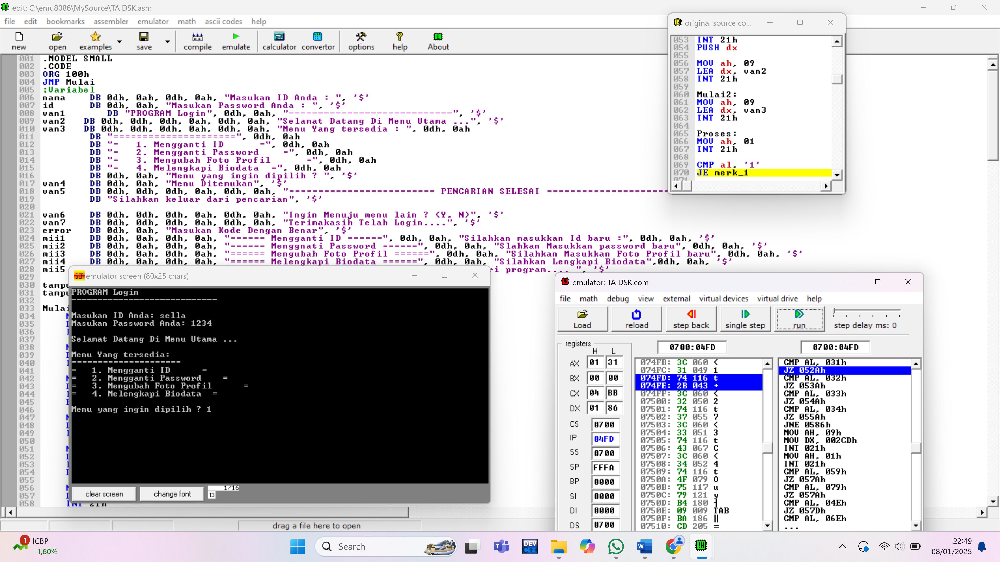 edit: C:\emu8086\MySource\TA DSK.asm
file edit bookmarks assembler emulator math ascii codes help
new open examples save compile emulate calculator convertor options help About
001 .MODEL SMALL
002 .CODE
003 ORG 100h
004 JMP Mulai
005 ;Variabel
006 nama DB 0dh, 0ah, 0dh, 0ah, "Masukan ID Anda : ", '$'
007 id DB 0dh, 0ah, "Masukan Password Anda : ", '$'
008 van1 DB "PROGRAM Login", 0dh, 0ah, "----------------------------", '$'
009 van2 DB 0dh, 0dh, 0dh, 0ah, 0dh, 0ah, "Selamat Datang Di Menu Utama ...", '$'
010 van3 DB 0dh, 0dh, 0dh, 0ah, 0dh, 0ah, "Menu Yang tersedia : ", 0dh, 0ah
011 DB "=====================", 0dh, 0ah
012 DB "= 1. Mengganti ID =", 0dh, 0ah
013 DB "= 2. Mengganti Password =", 0dh, 0ah
014 DB "= 3. Mengubah Foto Profil =", 0dh, 0ah
015 DB "= 4. Melengkapi Biodata =", 0dh, 0ah
016 DB 0dh, 0ah, "Menu yang ingin dipilih ? ", '$'
017 van4 DB 0dh, 0ah, "Menu Ditemukan", '$'
018 van5 DB 0dh, 0dh, 0dh, 0ah, 0dh, 0ah, "========================= PENCARIAN SELESAI =====================
019 DB "Silahkan keluar dari pencarian", '$'
020
021 van6 DB 0dh, 0dh, 0dh, 0ah, 0dh, 0ah, "Ingin Menuju menu lain ? (Y, N)", '$'
022 van7 DB 0dh, 0dh, 0dh, 0ah, 0dh, 0ah, "Terimakasih Telah Login....", '$'
023 error DB 0dh, 0ah, "Masukan Kode Dengan Benar", '$'
024 mii1 DB 0dh, 0ah, 0dh, 0ah, "====== Mengganti ID ======", 0dh, 0ah, "Silahkan masukkan Id baru :", 0dh, 0ah, '$'
025 mii2 DB 0dh, 0ah, 0dh, 0ah, "====== Menggnati Password ======", 0dh, 0ah, "Slahkan Masukkan password baru", 0dh, 0ah, '$'
026 mii3 DB 0dh, 0ah, 0dh, 0ah, "====== Mengubah Foto Profil ======", 0dh, 0ah, "Silahkan Masukkan Foto Profil baru", 0dh, 0ah, '$'
027 mii4 DB 0dh, 0ah, 0dh, 0ah, "====== Melengkapi Biodata ======", 0dh, 0ah, "Silahkan Lengkapi Biodata",0dh, 0ah, '$'
028 mii5 ri program.... ", '$'
029
030 tampu
031 tampu
032
033 Mulai
034
035
036
037
038
039
040
041
042
043
044
045
046
047
048
049
050
051
052
053
054
055
056
057
058 INT 21h
drag a file here to open
original source co...
053 INT 21h
054 PUSH dx
055
056 MOV ah, 09
057 LEA dx, van2
058 INT 21h
059
060 Mulai2:
061 MOV ah, 09
062 LEA dx, van3
063 INT 21h
064
065 Proses:
066 MOV ah, 01
067 INT 21h
068
069 CMP al, '1'
070 JE merk_1
071
SCR emulator screen (80x25 chars)
PROGRAM Login
----------------------------
Masukan ID Anda: sella
Masukan Password Anda: 1234
Selamat Datang Di Menu Utama ...
Menu Yang tersedia:
=====================
= 1. Mengganti ID =
= 2. Mengganti Password =
= 3. Mengubah Foto Profil =
= 4. Melengkapi Biodata =
Menu yang ingin dipilih ? 1
clear screen change font 1/16
13
emulator: TA DSK.com_
file math debug view external virtual devices virtual drive help
Load reload step back single step run step delay ms: 0
registers 0700:04FD 0700:04FD
H L
AX 01 31
BX 00 00
CX 04 BB
DX 01 86
CS 0700
IP 04FD
SS 0700
SP FFFA
BP 0000
SI 0000
DI 0000
DS 0700
074FB: 3C 060 <
074FC: 31 049 1
074FD: 74 116 t
074FE: 2B 043 +
074FF: 3C 060 <
07500: 32 050 2
07501: 74 116 t
07502: 37 055 7
07503: 3C 060 <
07504: 33 051 3
07505: 74 116 t
07506: 43 067 C
07507: 3C 060 <
07508: 34 052 4
07509: 74 116 t
0750A: 4F 079 O
0750B: 75 117 u
0750C: 79 121 y
0750D: B4 180 ┤
0750E: 09 009 TAB
0750F: BA 186 ║
07510: CD 205 =
CMP AL, 031h
JZ 052Ah
CMP AL, 032h
JZ 053Ah
CMP AL, 033h
JZ 054Ah
CMP AL, 034h
JZ 055Ah
JNE 0586h
MOV AH, 09h
MOV DX, 002CDh
INT 021h
MOV AH, 01h
INT 021h
CMP AL, 059h
JZ 057Ah
CMP AL, 079h
JZ 057Ah
CMP AL, 04Eh
JZ 057Dh
CMP AL, 06Eh
...
1 ICBP
+1,60%
Search
DEV C++
22:49
08/01/2025